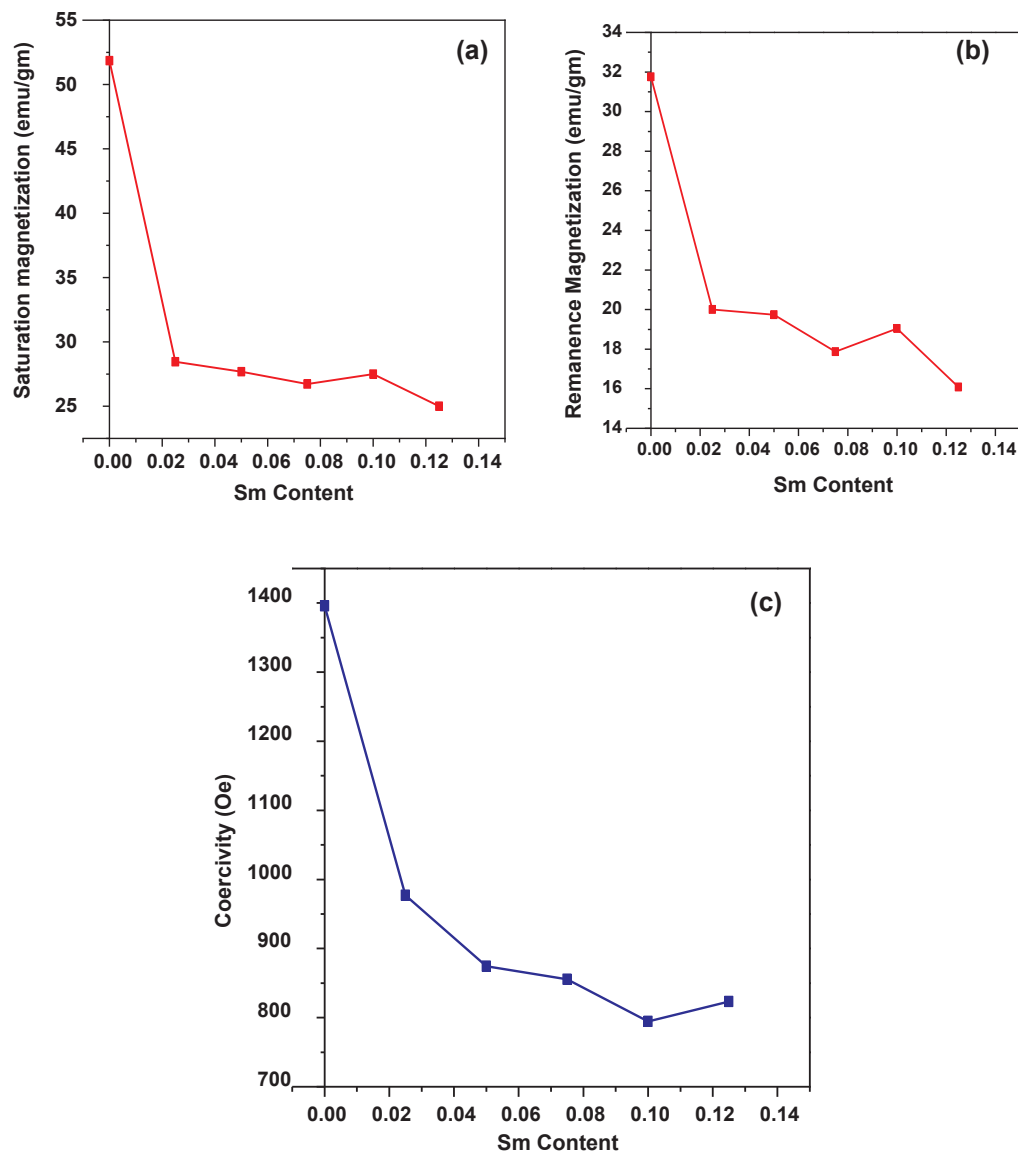 (a)
Saturation magnetization (emu/gm)
55
50
45
40
35
30
25
0.00 0.02 0.04 0.06 0.08 0.10 0.12 0.14
Sm Content
(b)
Remanence Magnetization (emu/gm)
34
32
30
28
26
24
22
20
18
16
14
0.00 0.02 0.04 0.06 0.08 0.10 0.12 0.14
Sm Content
(c)
Coercivity (Oe)
1400
1300
1200
1100
1000
900
800
700
0.00 0.02 0.04 0.06 0.08 0.10 0.12 0.14
Sm Content